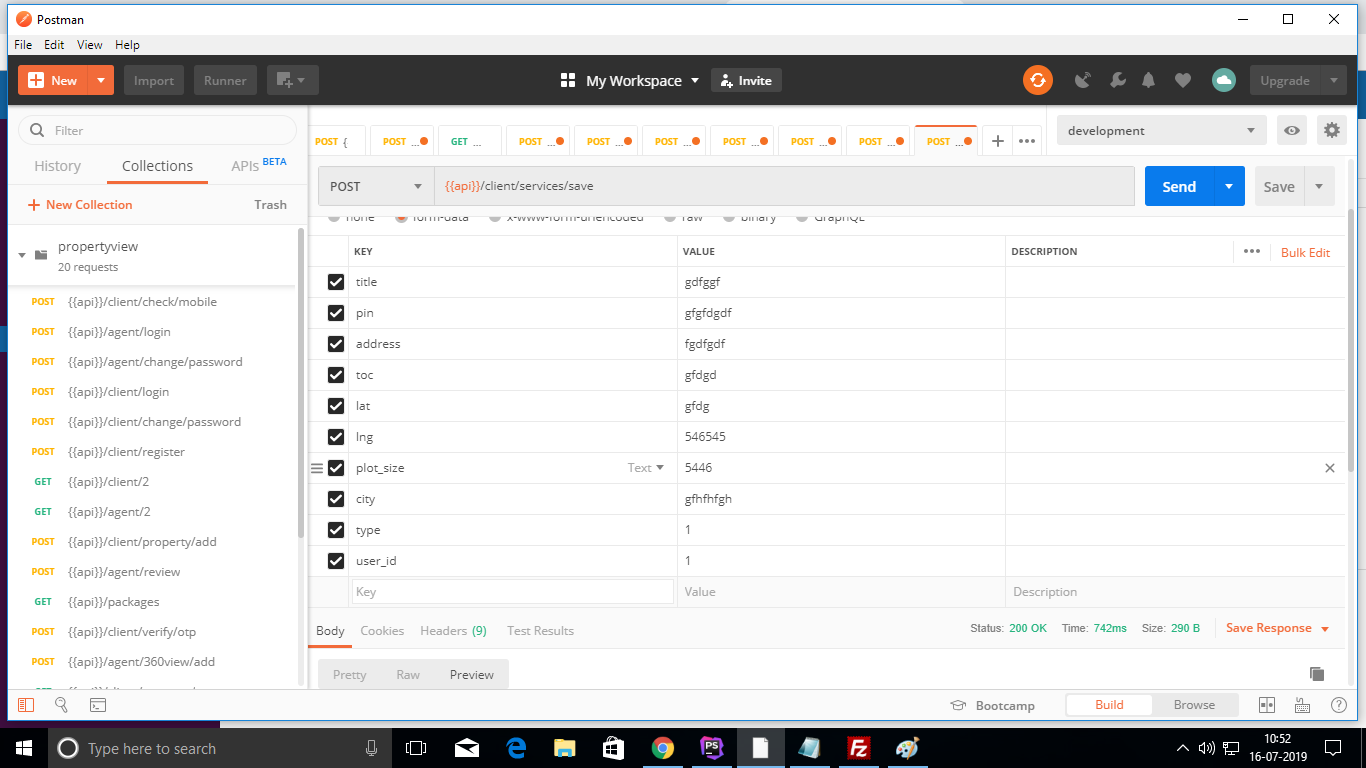 Postman
File Edit View Help
New Import Runner My Workspace Invite Upgrade
Filter
History Collections APIs BETA
New Collection Trash
propertyview
20 requests
POST {{api}}/client/check/mobile
POST {{api}}/agent/login
POST {{api}}/agent/change/password
POST {{api}}/client/login
POST {{api}}/client/change/password
POST {{api}}/client/register
GET {{api}}/client/2
GET {{api}}/agent/2
POST {{api}}/client/property/add
POST {{api}}/agent/review
GET {{api}}/packages
POST {{api}}/client/verify/otp
POST {{api}}/agent/360view/add
POST { POST ... GET ... POST ... POST ... POST ... POST ... POST ... POST ... POST ... + ••• development
POST {{api}}/client/services/save Send Save
none form-data x-www-form-urlencoded raw binary GraphQL
KEY VALUE DESCRIPTION ••• Bulk Edit
title gdfggf
pin gfgfdgdf
address fgdfgdf
toc gfdgd
lat gfdg
lng 546545
plot_size Text 5446
city gfhfhfgh
type 1
user_id 1
Key Value Description
Body Cookies Headers (9) Test Results Status: 200 OK Time: 742ms Size: 290 B Save Response
Pretty Raw Preview
Bootcamp Build Browse
Type here to search
PS
Fz
10:52
16-07-2019